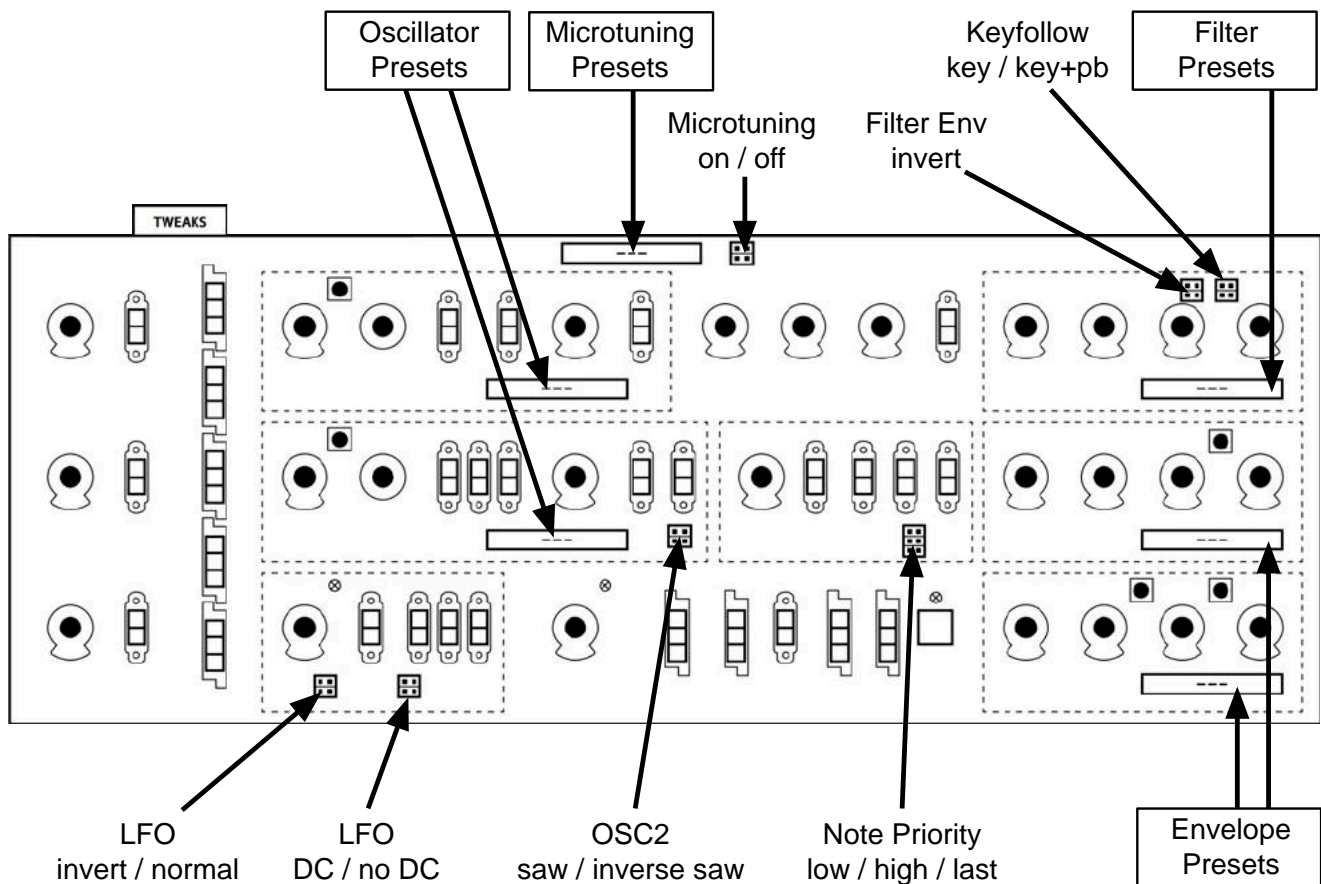 Oscillator
Presets
Microtuning
Presets
Keyfollow
key / key+pb
Filter
Presets
Microtuning
on / off
Filter Env
invert
TWEAKS
LFO
invert / normal
LFO
DC / no DC
OSC2
saw / inverse saw
Note Priority
low / high / last
Envelope
Presets